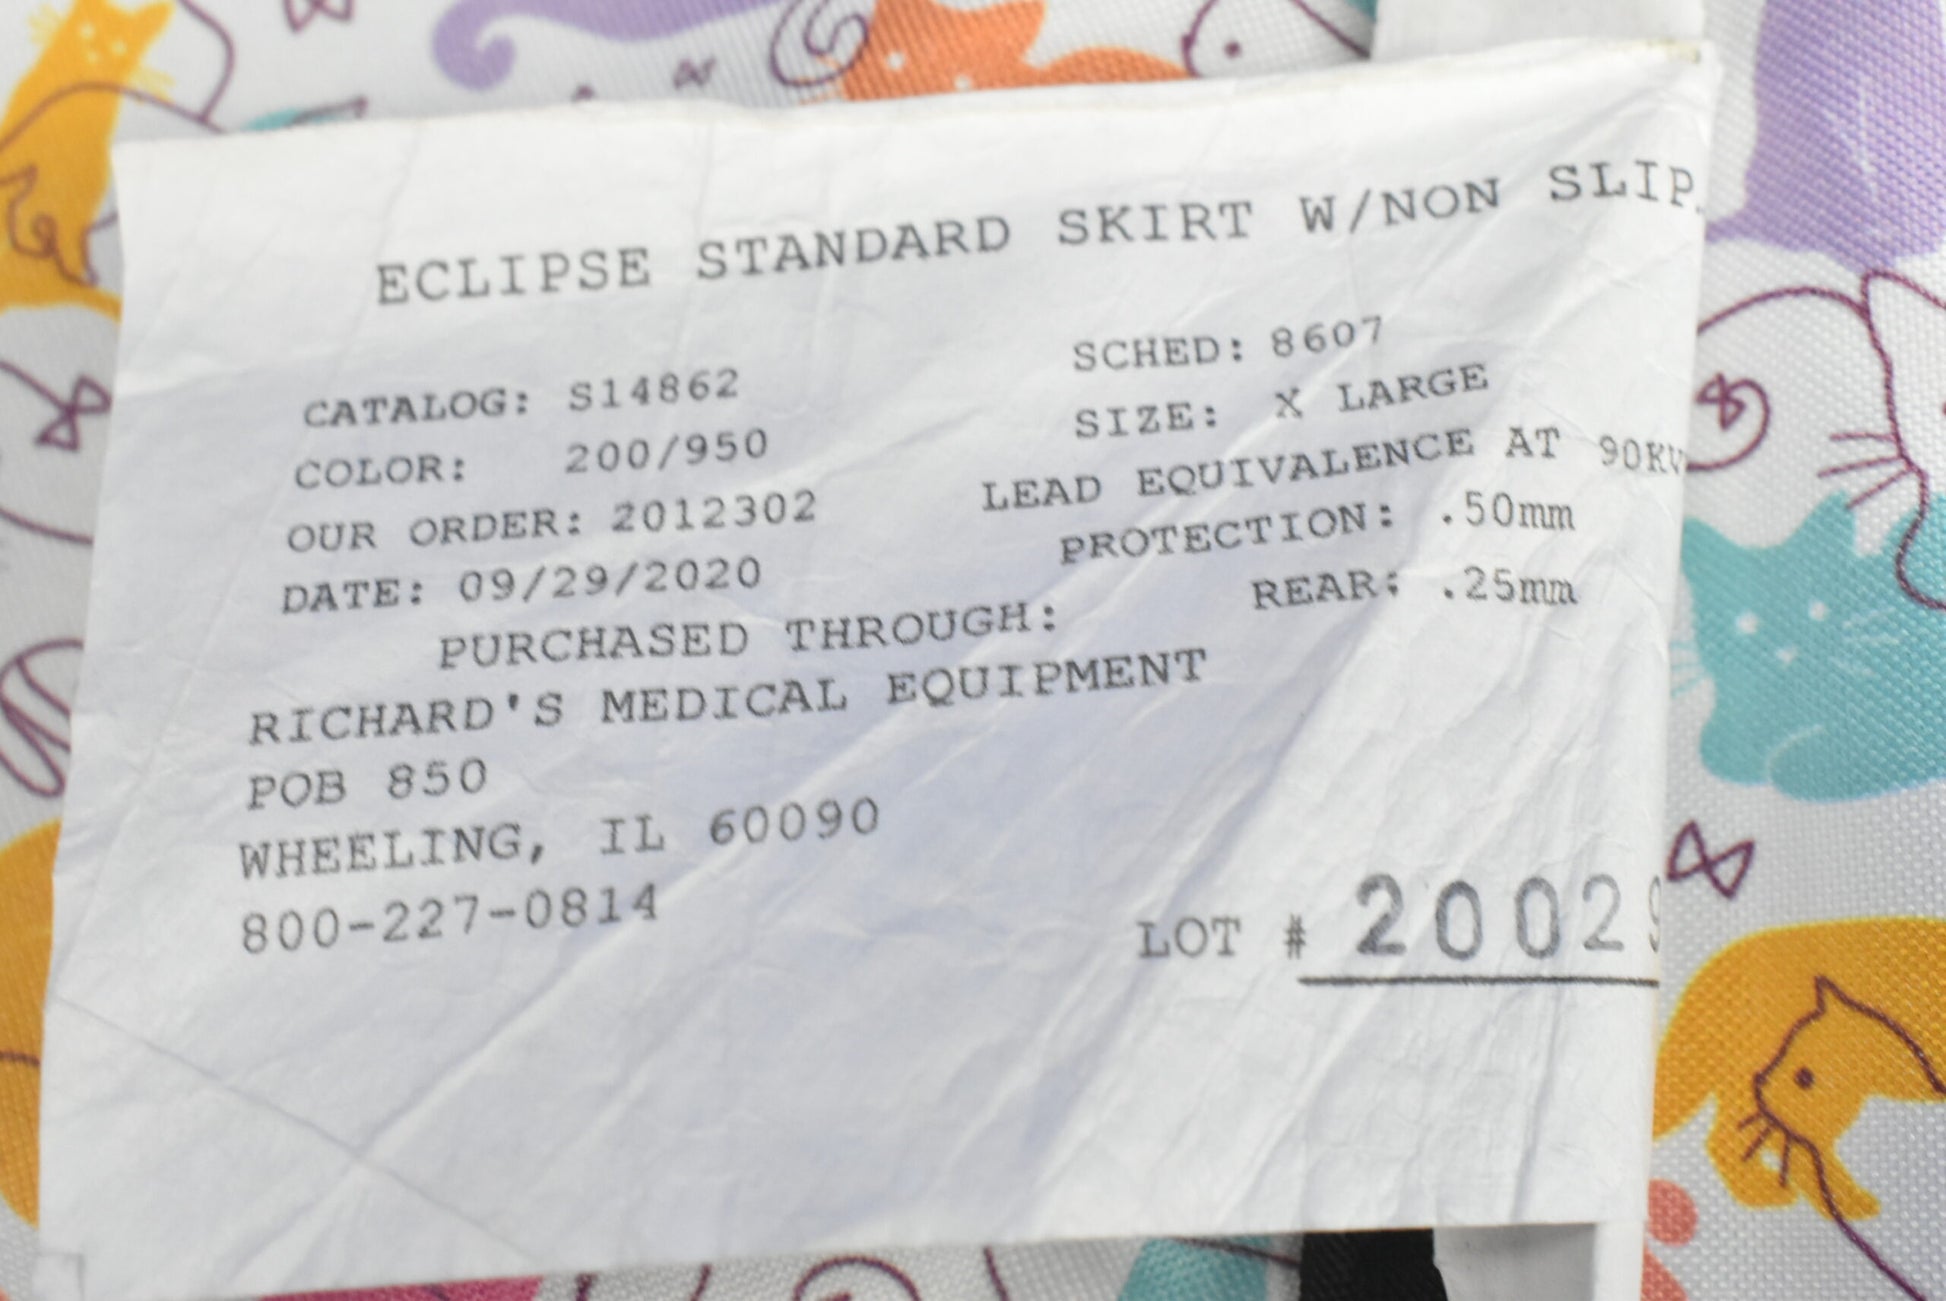 ECLIPSE STANDARD SKIRT W/NON SLIP
CATALOG: S14862
COLOR: 200/950
OUR ORDER: 2012302
DATE: 09/29/2020
SCHED: 8607
SIZE: X LARGE
LEAD EQUIVALENCE AT 90KV
PROTECTION: .50mm
REAR: .25mm
PURCHASED THROUGH:
RICHARD'S MEDICAL EQUIPMENT
POB 850
WHEELING, IL 60090
800-227-0814
LOT # 20029